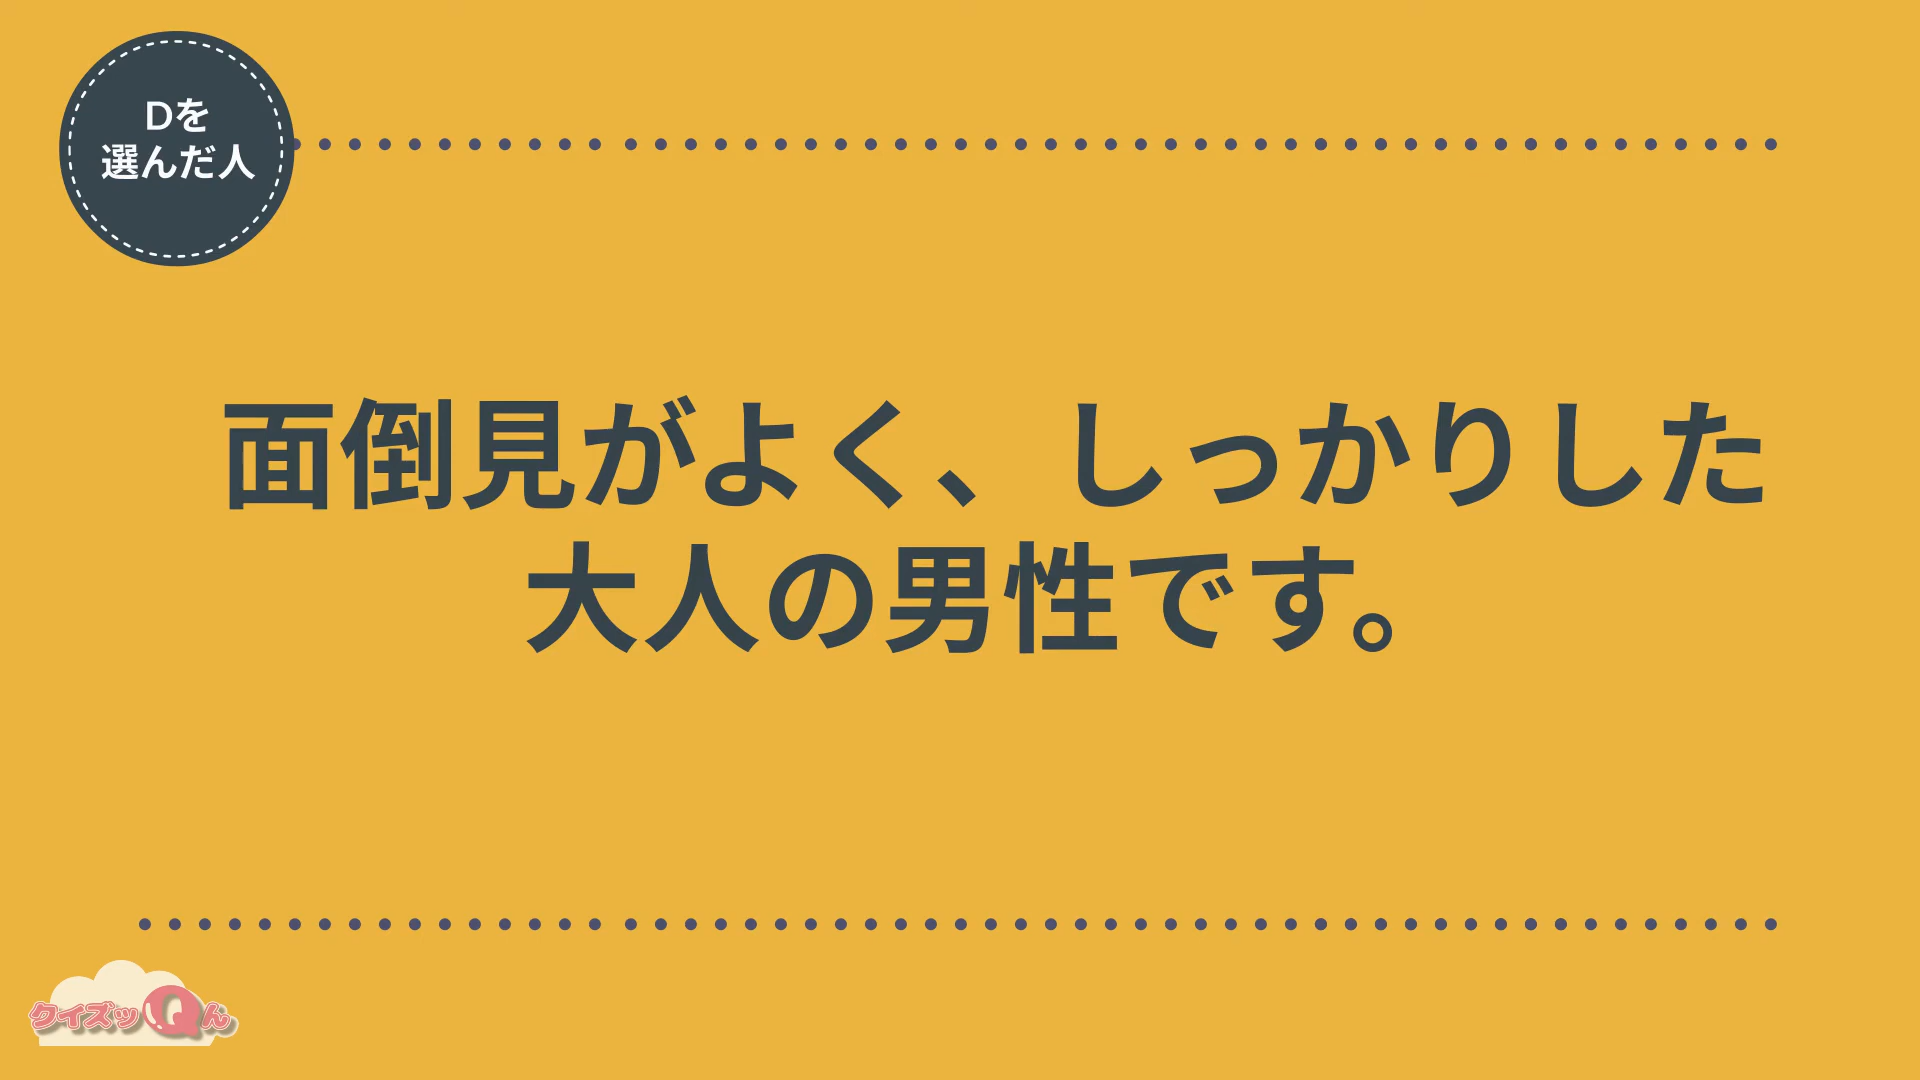 Dを
選んだ人
面倒見がよく、しっかりした
大人の男性です。
クイズッQん